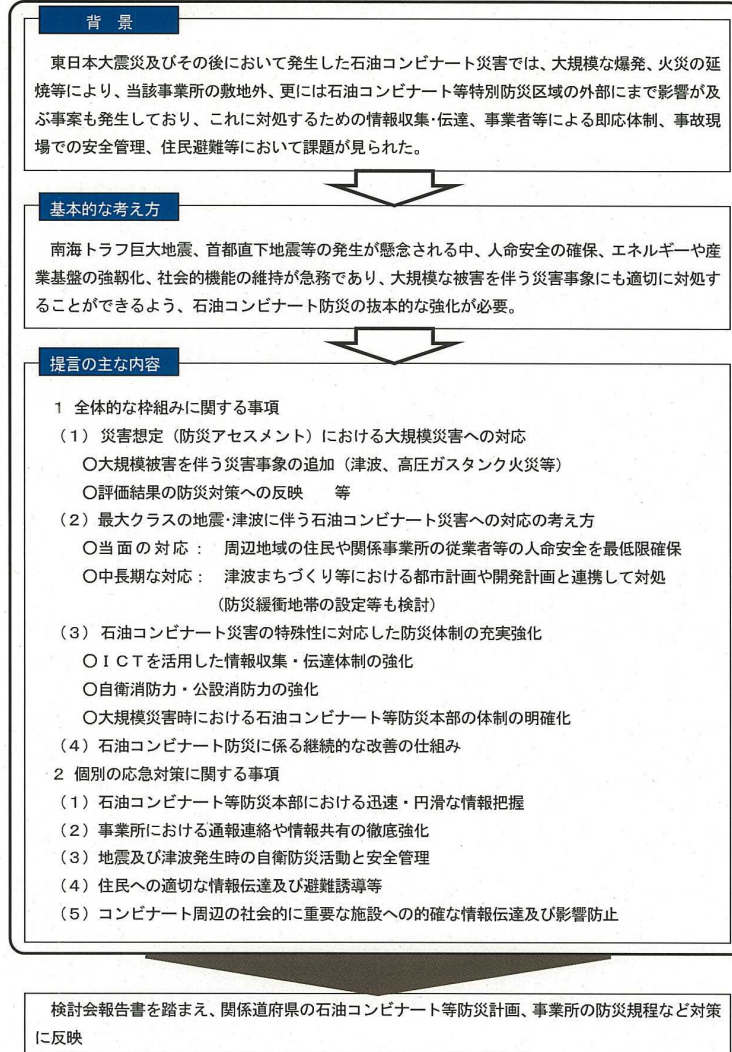 背 景
東日本大震災及びその後において発生した石油コンビナート災害では、大規模な爆発、火災の延
焼等により、当該事業所の敷地外、更には石油コンビナート等特別防災区域の外部にまで影響が及
ぶ事案も発生しており、これに対処するための情報収集・伝達、事業者等による即応体制、事故現
場での安全管理、住民避難等において課題が見られた。
基本的な考え方
南海トラフ巨大地震、首都直下地震等の発生が懸念される中、人命安全の確保、エネルギーや産
業基盤の強靱化、社会的機能の維持が急務であり、大規模な被害を伴う災害事象にも適切に対処す
ることができるよう、石油コンビナート防災の抜本的な強化が必要。
提言の主な内容
1 全体的な枠組みに関する事項
(1) 災害想定（防災アセスメント）における大規模災害への対応
○大規模被害を伴う災害事象の追加（津波、高圧ガスタンク火災等）
○評価結果の防災対策への反映 等
(2) 最大クラスの地震・津波に伴う石油コンビナート災害への対応の考え方
○当面の対応： 周辺地域の住民や関係事業所の従業者等の人命安全を最低限確保
○中長期な対応： 津波まちづくり等における都市計画や開発計画と連携して対処
(防災緩衝地帯の設定等も検討)
(3) 石油コンビナート災害の特殊性に対応した防災体制の充実強化
○ＩＣＴを活用した情報収集・伝達体制の強化
○自衛消防力・公設消防力の強化
○大規模災害時における石油コンビナート等防災本部の体制の明確化
(4) 石油コンビナート防災に係る継続的な改善の仕組み
2 個別の応急対策に関する事項
(1) 石油コンビナート等防災本部における迅速・円滑な情報把握
(2) 事業所における通報連絡や情報共有の徹底強化
(3) 地震及び津波発生時の自衛防災活動と安全管理
(4) 住民への適切な情報伝達及び避難誘導等
(5) コンビナート周辺の社会的に重要な施設への的確な情報伝達及び影響防止
検討会報告書を踏まえ、関係道府県の石油コンビナート等防災計画、事業所の防災規程など対策
に反映